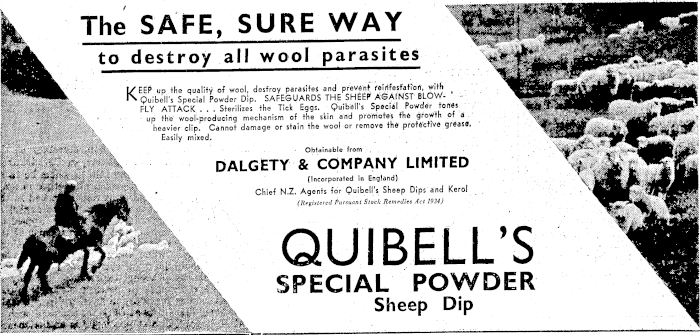 The SAFE, SURE WAY
to destroy all wool parasites
KEEP up the quality of wool, destroy parasites and prevent reinfestation, with
Quibell's Special Powder Dip. SAFEGUARDS THE SHEEP AGAINST BLOW-
FLY ATTACK . . . Sterilizes the Tick Eggs. Quibell's Special Powder tones
up the wool-producing mechanism of the skin and promotes the growth of a
heavier clip. Cannot damage or stain the wool or remove the protective grease.
Easily mixed.
Obtainable from
DALGETY & COMPANY LIMITED
(Incorporated in England)
Chief N.Z. Agents for Quibell's Sheep Dips and Kerol
(Registered Pursuant Stock Remedies Act 1934)
QUIBELL'S
SPECIAL POWDER
Sheep Dip